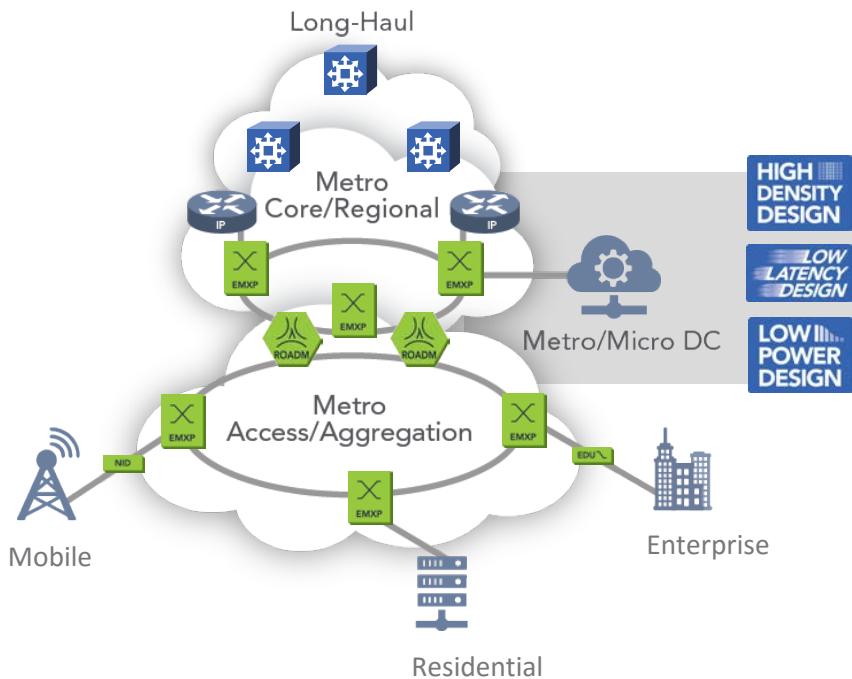 Long-Haul
Metro
Core/Regional
IP
IP
EMXP
EMXP
EMXP
ROADM
ROADM
Metro/Micro DC
HIGH
DENSITY
DESIGN
LOW
LATENCY
DESIGN
LOW
POWER
DESIGN
Metro
Access/Aggregation
EMXP
EMXP
EMXP
NID
EDU
Mobile
Enterprise
Residential